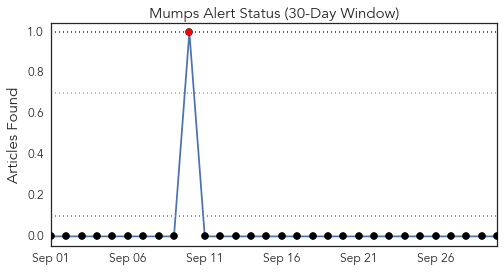 Mumps Alert Status (30-Day Window)
Articles Found
1.0
0.8
0.6
0.4
0.2
0.0
Sep 01 Sep 06 Sep 11 Sep 16 Sep 21 Sep 26